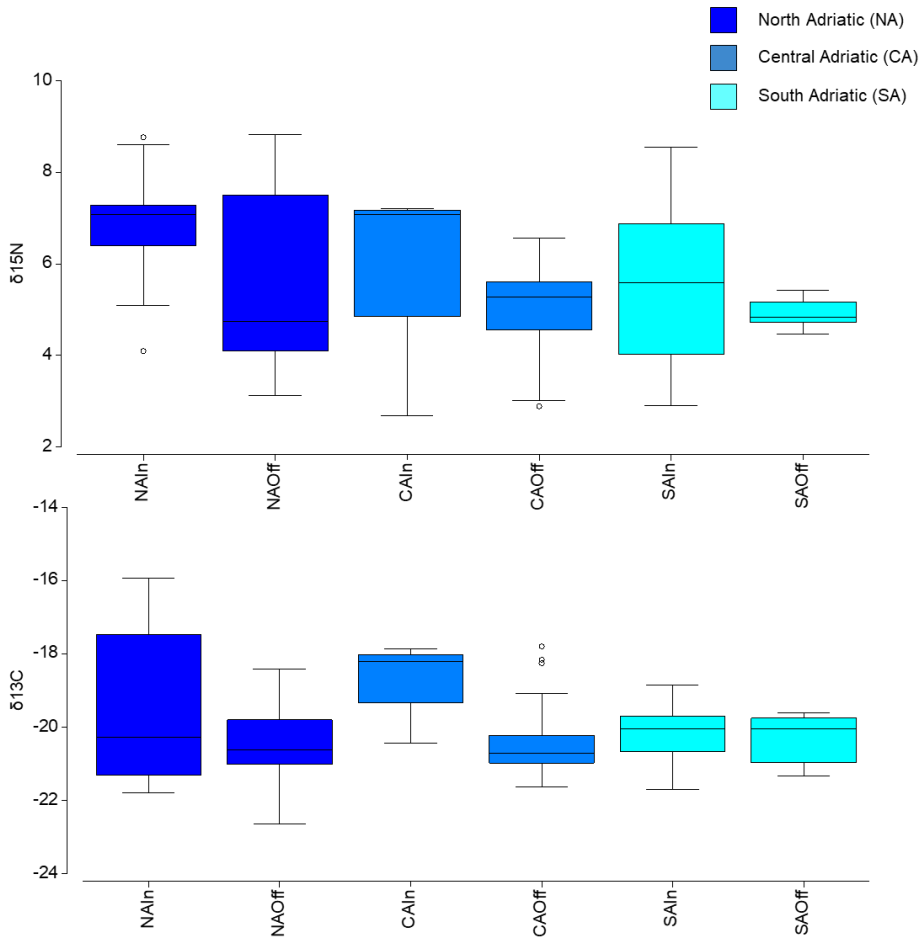 North Adriatic (NA)
Central Adriatic (CA)
South Adriatic (SA)
10
8
6
4
2
δ15N
NAIn
NAOff
CAIn
CAOff
SAIn
SAOff
-14
-16
-18
-20
-22
-24
δ13C
NAIn
NAOff
CAIn
CAOff
SAIn
SAOff